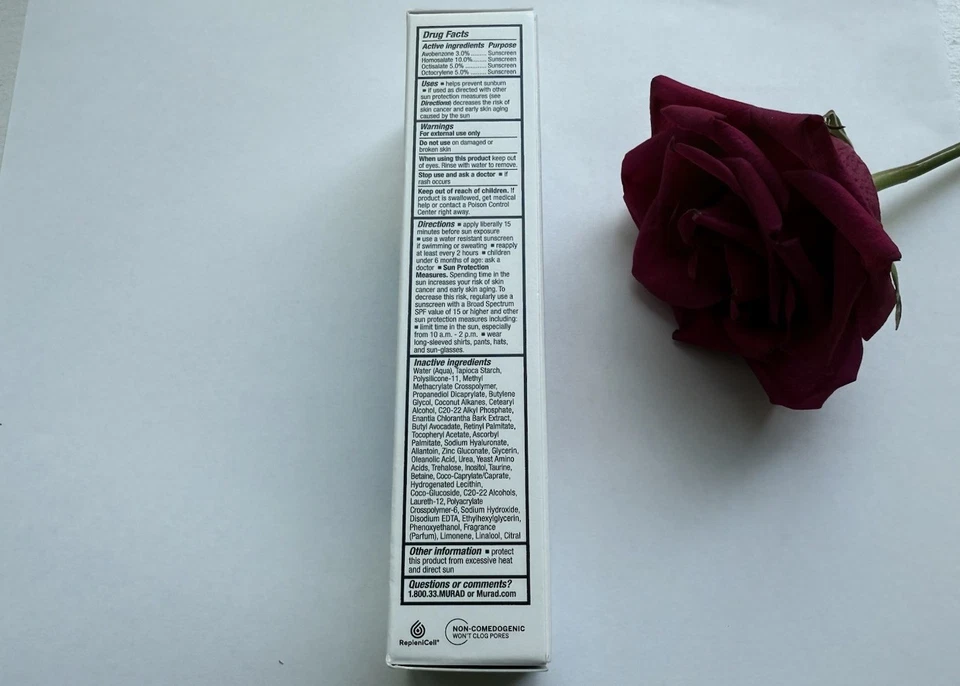 Drug Facts
Active ingredients Purpose
Avobenzone 3.0% ......... Sunscreen
Homosalate 10.0%...... Sunscreen
Octisalate 5.0% ............ Sunscreen
Octocrylene 5.0% ......... Sunscreen
Uses ▪ helps prevent sunburn
▪ if used as directed with other
sun protection measures (see
Directions) decreases the risk of
skin cancer and early skin aging
caused by the sun
Warnings
For external use only
Do not use on damaged or
broken skin
When using this product keep out
of eyes. Rinse with water to remove.
Stop use and ask a doctor ▪ if
rash occurs
Keep out of reach of children. If
product is swallowed, get medical
help or contact a Poison Control
Center right away.
Directions ▪ apply liberally 15
minutes before sun exposure
▪ use a water resistant sunscreen
if swimming or sweating ▪ reapply
at least every 2 hours ▪ children
under 6 months of age: ask a
doctor ▪ Sun Protection
Measures. Spending time in the
sun increases your risk of skin
cancer and early skin aging. To
decrease this risk, regularly use a
sunscreen with a Broad Spectrum
SPF value of 15 or higher and other
sun protection measures including:
▪ limit time in the sun, especially
from 10 a.m. - 2 p.m. ▪ wear
long-sleeved shirts, pants, hats,
and sun-glasses.
Inactive ingredients
Water (Aqua), Tapioca Starch,
Polysilicone-11, Methyl
Methacrylate Crosspolymer,
Propanediol Dicaprylate, Butylene
Glycol, Coconut Alkanes, Cetearyl
Alcohol, C20-22 Alkyl Phosphate,
Enantia Chlorantha Bark Extract,
Butyl Avocadate, Retinyl Palmitate,
Tocopheryl Acetate, Ascorbyl
Palmitate, Sodium Hyaluronate,
Allantoin, Zinc Gluconate, Glycerin,
Oleanolic Acid, Urea, Yeast Amino
Acids, Trehalose, Inositol, Taurine,
Betaine, Coco-Caprylate/Caprate,
Hydrogenated Lecithin,
Coco-Glucoside, C20-22 Alcohols,
Laureth-12, Polyacrylate
Crosspolymer-6, Sodium Hydroxide,
Disodium EDTA, Ethylhexylglycerin,
Phenoxyethanol, Fragrance
(Parfum), Limonene, Linalool, Citral
Other information ▪ protect
this product from excessive heat
and direct sun
Questions or comments?
1.800.33.MURAD or Murad.com
RepleniCell®
NON-COMEDOGENIC
WON'T CLOG PORES